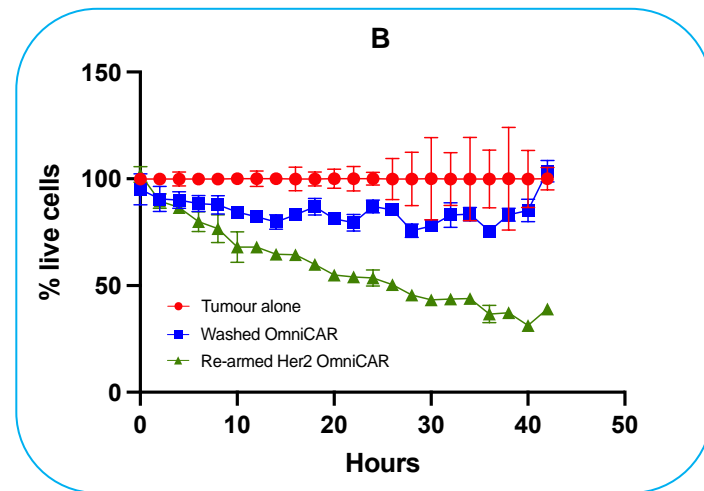 B
150
100
50
0
% live cells
Tumour alone
Washed OmniCAR
Re-armed Her2 OmniCAR
0 10 20 30 40 50
Hours